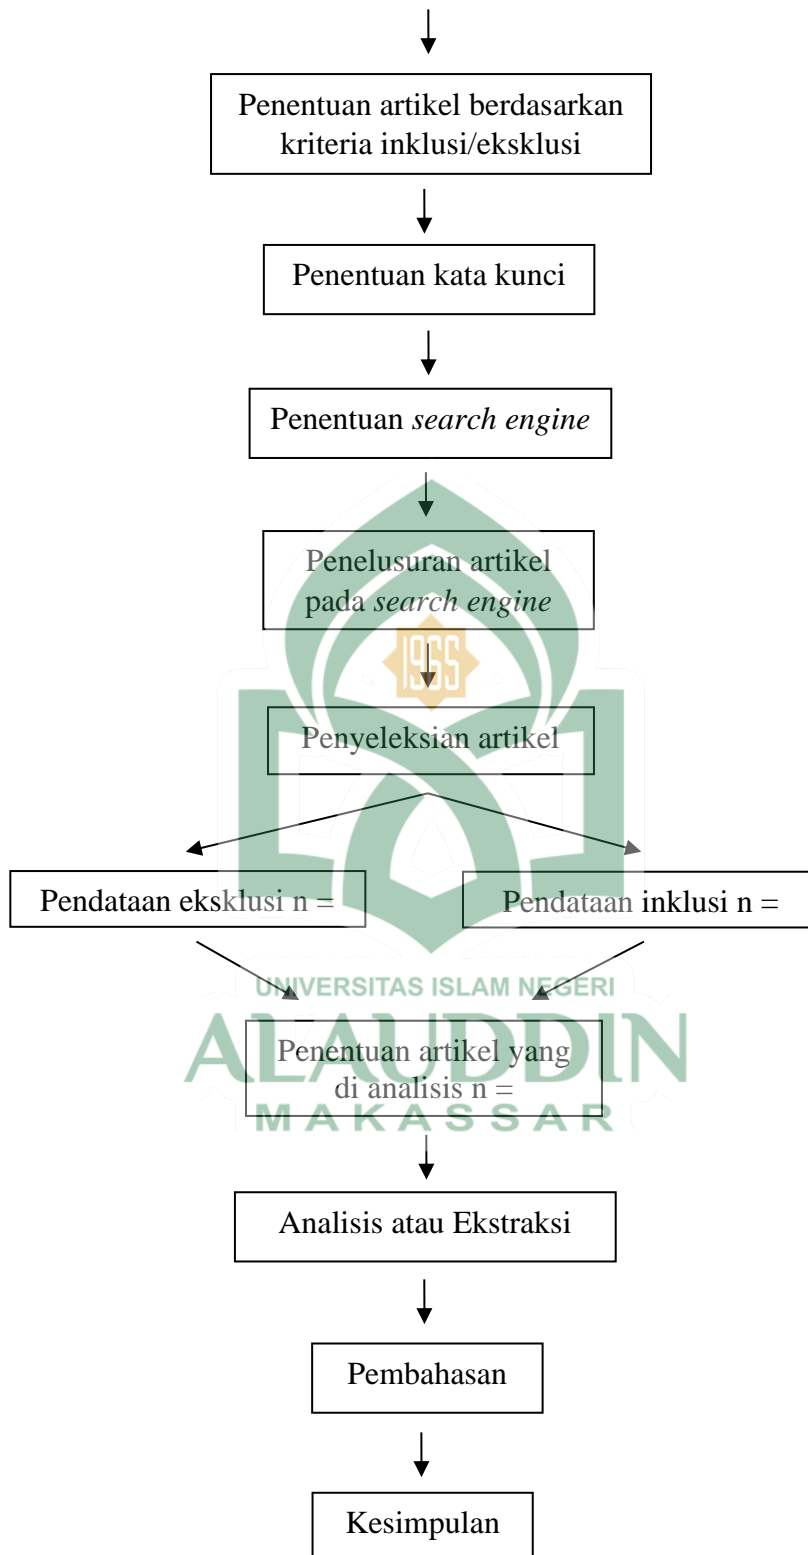 Penentuan artikel berdasarkan
kriteria inklusi/eksklusi
Penentuan kata kunci
Penentuan search engine
Penelusuran artikel
pada search engine
1965
Penyeleksian artikel
Pendataan eksklusi n =
Pendataan inklusi n =
UNIVERSITAS ISLAM NEGERI
ALAUDDIN
MAKASSAR
Penentuan artikel yang
di analisis n =
Analisis atau Ekstraksi
Pembahasan
Kesimpulan